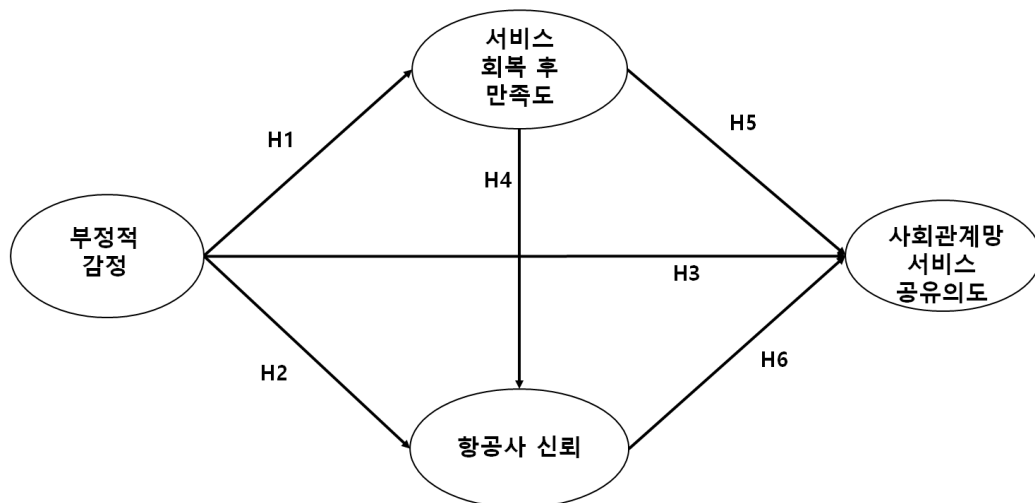 서비스
회복 후
만족도
H1
H5
H4
부정적
감정
사회관계망
서비스
공유의도
H3
H2
H6
항공사 신뢰